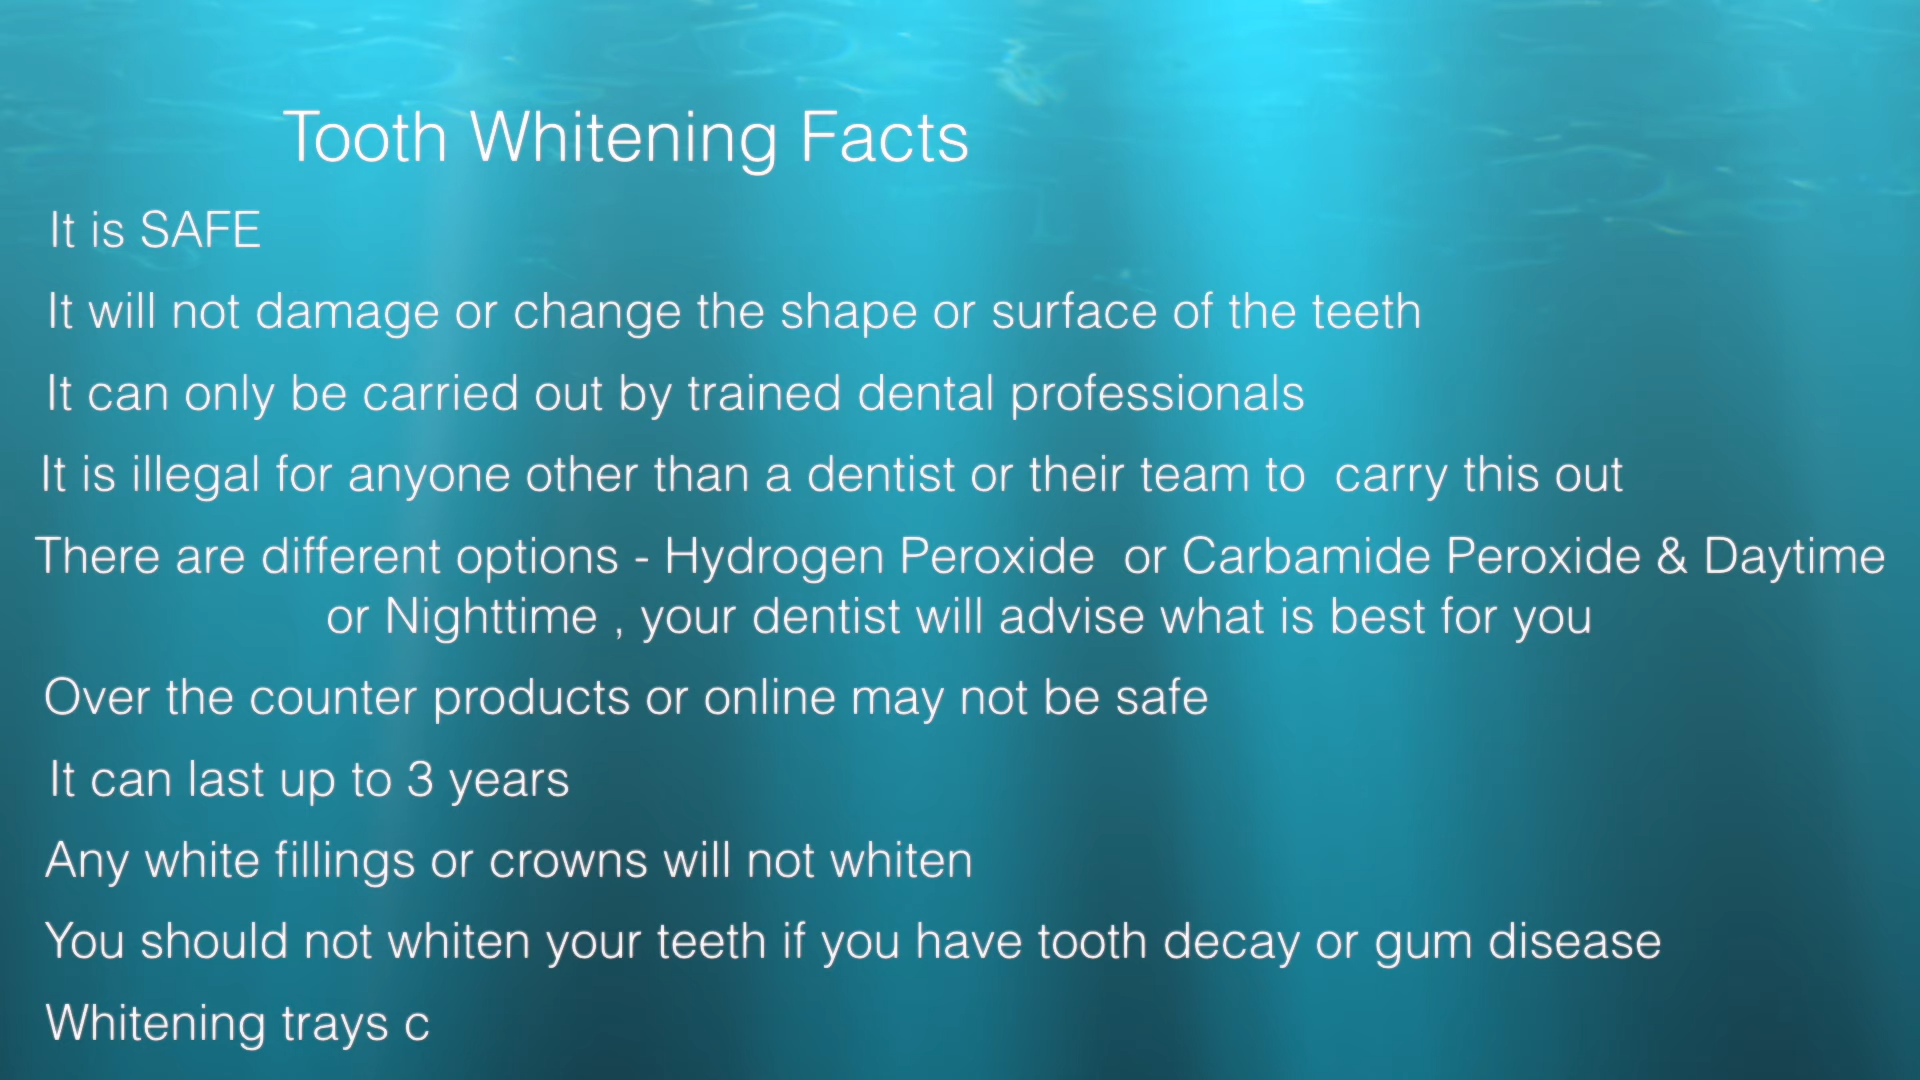 Tooth Whitening Facts
It is SAFE
It will not damage or change the shape or surface of the teeth
It can only be carried out by trained dental professionals
It is illegal for anyone other than a dentist or their team to  carry this out
There are different options - Hydrogen Peroxide  or Carbamide Peroxide & Daytime
or Nighttime , your dentist will advise what is best for you
Over the counter products or online may not be safe
It can last up to 3 years
Any white fillings or crowns will not whiten
You should not whiten your teeth if you have tooth decay or gum disease
Whitening trays c